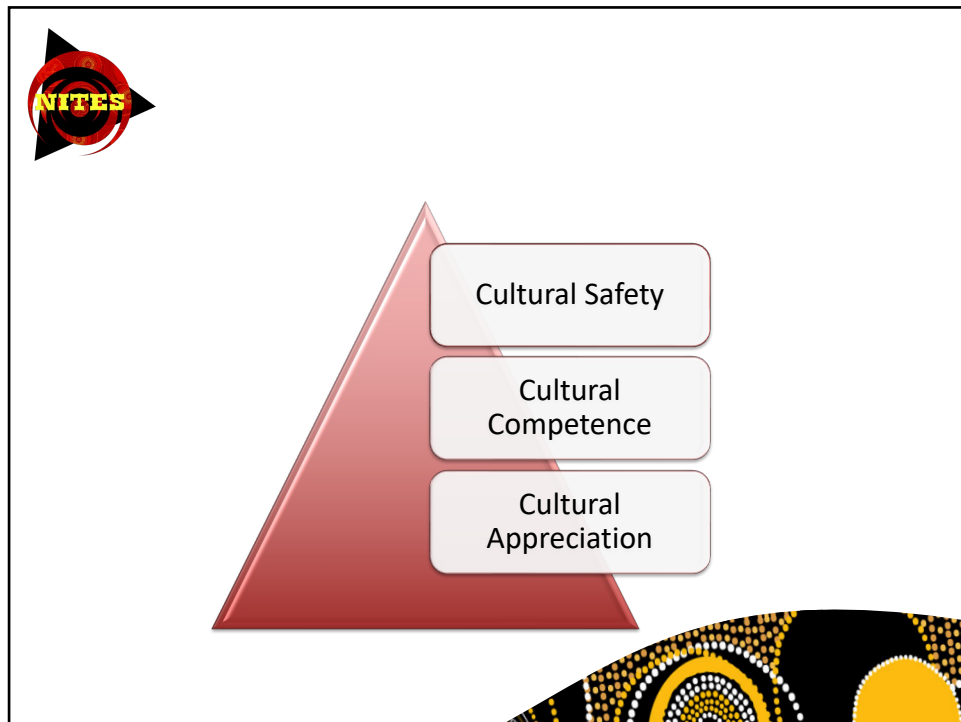 NITES
Cultural Safety
Cultural
Competence
Cultural
Appreciation